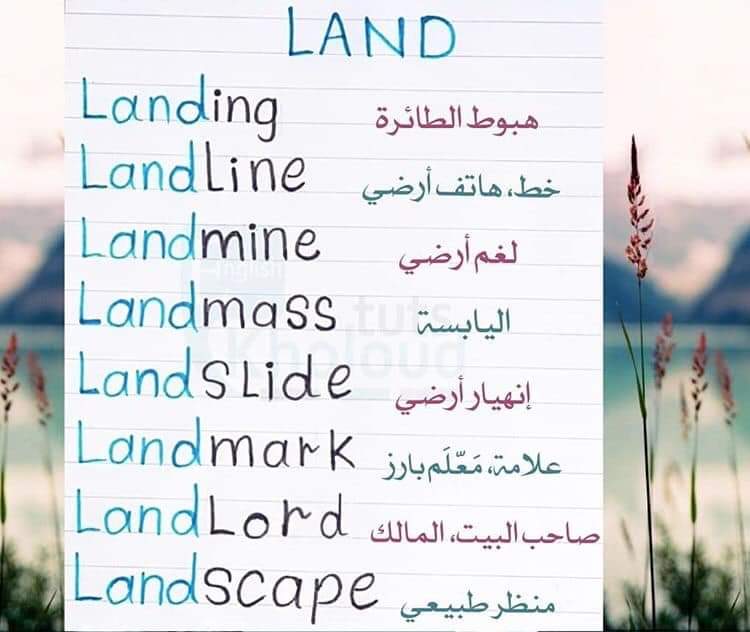 LAND
Landing هبوط الطائرة
LandLine خط، هاتف أرضي
Landmine لغم أرضي
Landmass اليابسة
LandSLide إنهيار أرضي
Landmark علامة، مَعّلَم بارز
LandLord صاحب البيت، المالك
Landscape منظر طبيعي
English
tuts
Kholoud